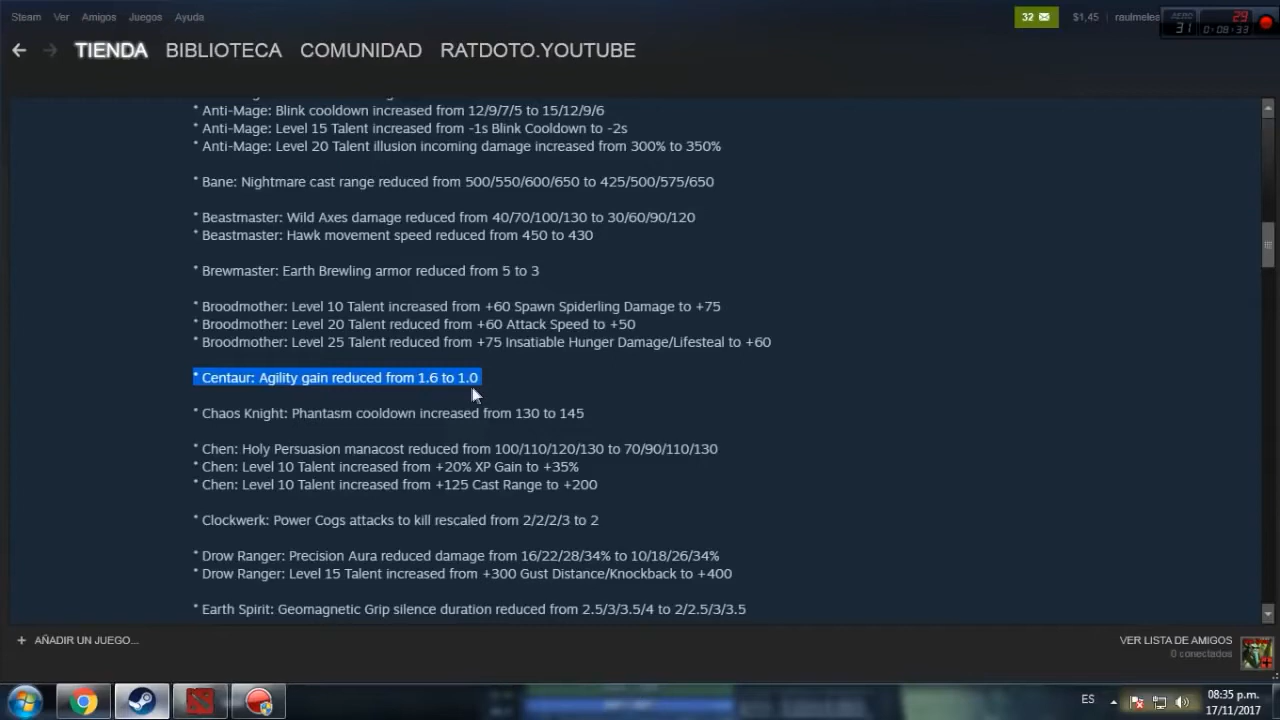 Steam Ver Amigos Juegos Ayuda
32 $1,45 raulmelea
29
31 0:08:33
TIENDA BIBLIOTECA COMUNIDAD RATDOTO.YOUTUBE
* Anti-Mage: Blink cooldown increased from 12/9/7/5 to 15/12/9/6
* Anti-Mage: Level 15 Talent increased from -1s Blink Cooldown to -2s
* Anti-Mage: Level 20 Talent illusion incoming damage increased from 300% to 350%
* Bane: Nightmare cast range reduced from 500/550/600/650 to 425/500/575/650
* Beastmaster: Wild Axes damage reduced from 40/70/100/130 to 30/60/90/120
* Beastmaster: Hawk movement speed reduced from 450 to 430
* Brewmaster: Earth Brewling armor reduced from 5 to 3
* Broodmother: Level 10 Talent increased from +60 Spawn Spiderling Damage to +75
* Broodmother: Level 20 Talent reduced from +60 Attack Speed to +50
* Broodmother: Level 25 Talent reduced from +75 Insatiable Hunger Damage/Lifesteal to +60
* Centaur: Agility gain reduced from 1.6 to 1.0
* Chaos Knight: Phantasm cooldown increased from 130 to 145
* Chen: Holy Persuasion manacost reduced from 100/110/120/130 to 70/90/110/130
* Chen: Level 10 Talent increased from +20% XP Gain to +35%
* Chen: Level 10 Talent increased from +125 Cast Range to +200
* Clockwerk: Power Cogs attacks to kill rescaled from 2/2/2/3 to 2
* Drow Ranger: Precision Aura reduced damage from 16/22/28/34% to 10/18/26/34%
* Drow Ranger: Level 15 Talent increased from +300 Gust Distance/Knockback to +400
* Earth Spirit: Geomagnetic Grip silence duration reduced from 2.5/3/3.5/4 to 2/2.5/3/3.5
+ AÑADIR UN JUEGO...
VER LISTA DE AMIGOS
0 conectados
ES
08:35 p.m.
17/11/2017